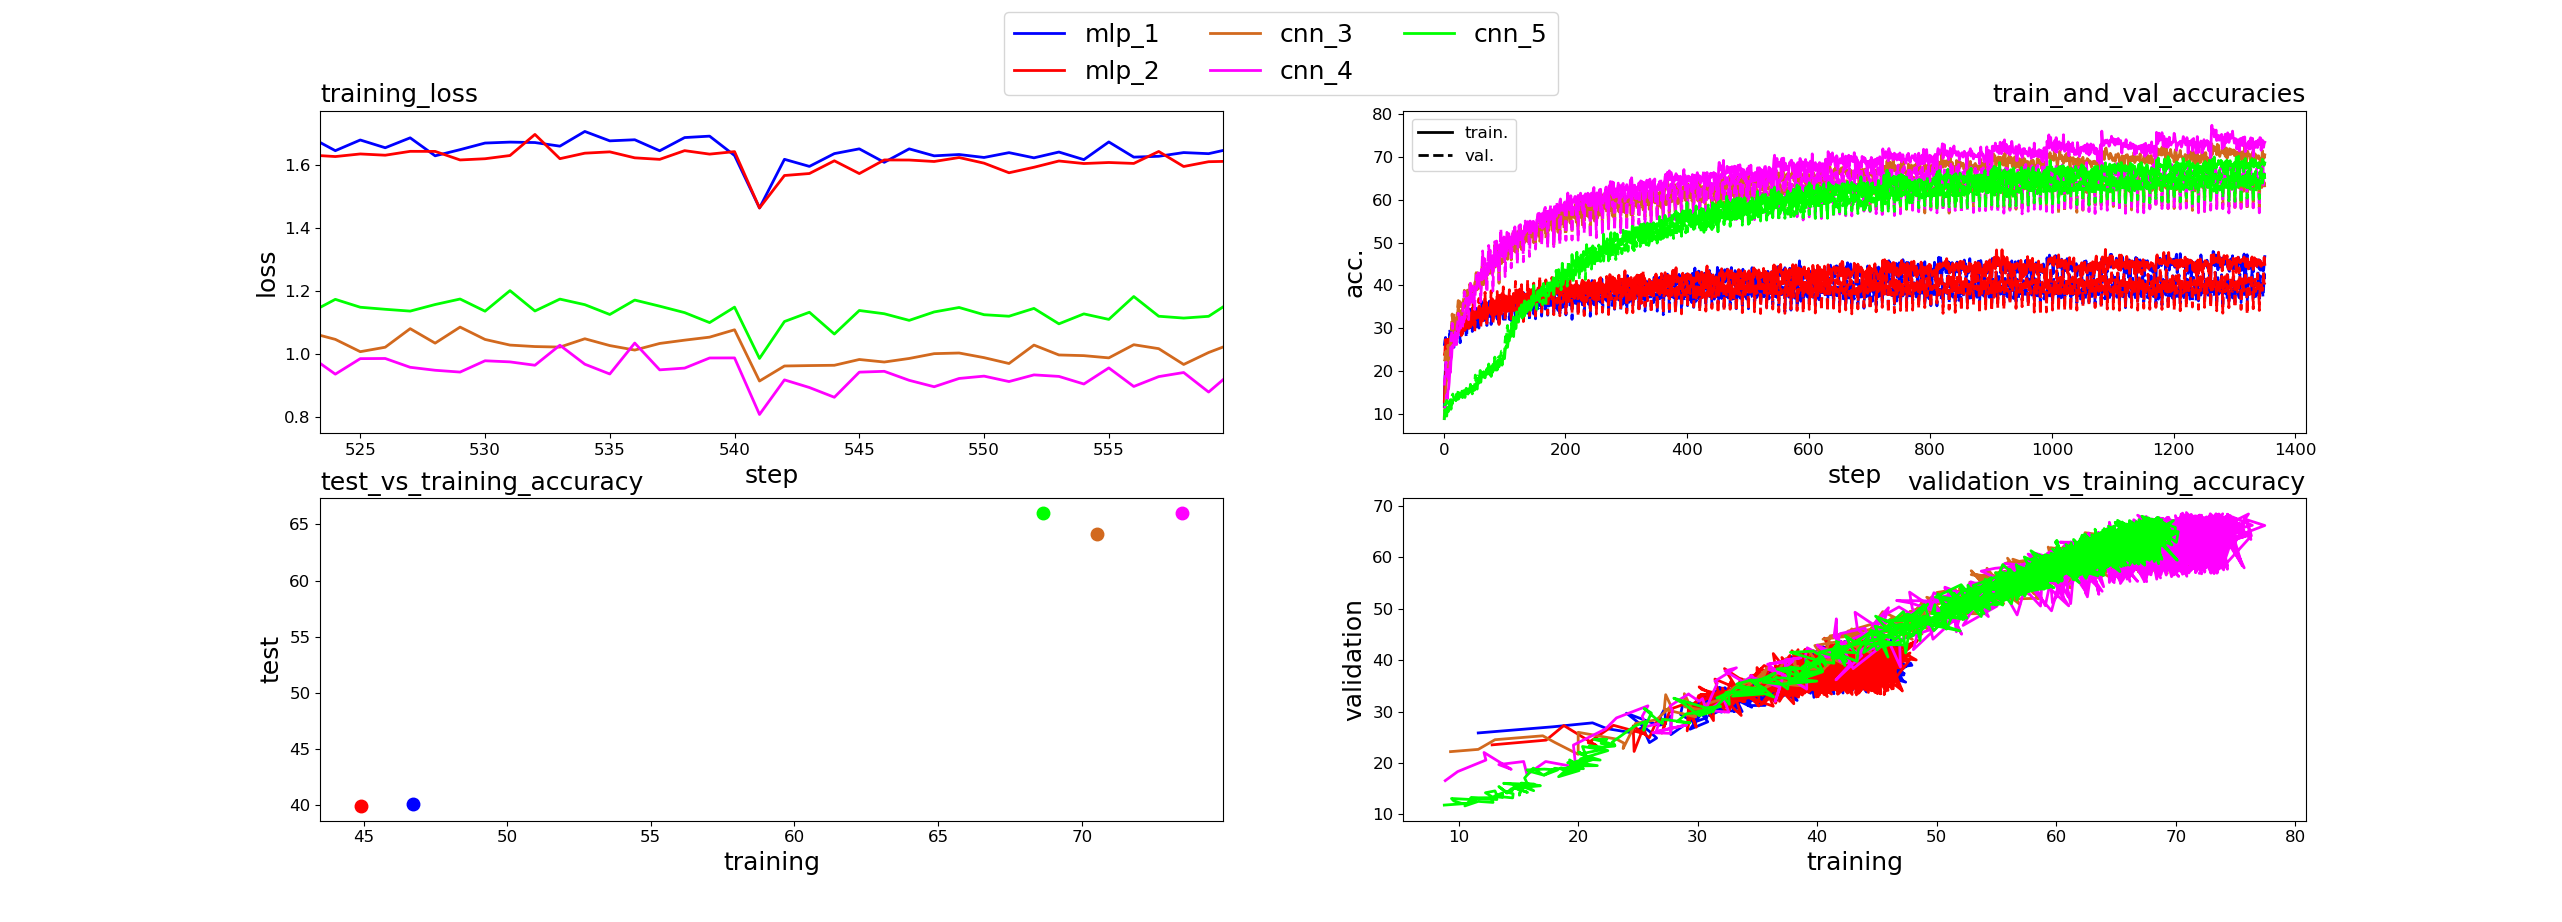 mlp_1 cnn_3 cnn_5
mlp_2 cnn_4
training_loss
loss
1.6
1.4
1.2
1.0
0.8
525 530 535 540 545 550 555
step
train_and_val_accuracies
train.
val.
acc.
80
70
60
50
40
30
20
10
0 200 400 600 800 1000 1200 1400
step
test_vs_training_accuracy
test
65
60
55
50
45
40
45 50 55 60 65 70
training
validation_vs_training_accuracy
validation
70
60
50
40
30
20
10
10 20 30 40 50 60 70 80
training